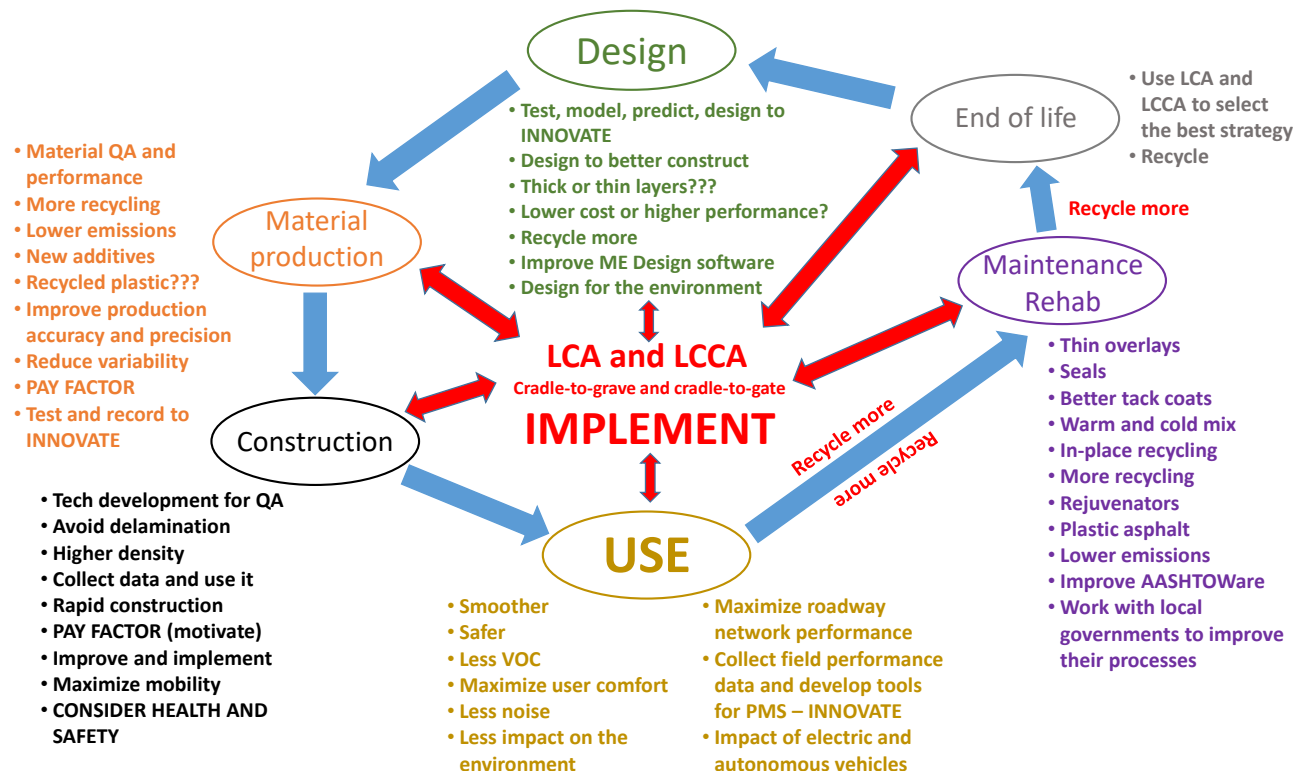 Design
• Test, model, predict, design to
INNOVATE
• Design to better construct
• Thick or thin layers???
• Lower cost or higher performance?
• Recycle more
• Improve ME Design software
• Design for the environment
End of life
• Use LCA and
LCCA to select
the best strategy
• Recycle
• Material QA and
performance
• More recycling
• Lower emissions
• New additives
• Recycled plastic???
• Improve production
accuracy and precision
• Reduce variability
• PAY FACTOR
• Test and record to
INNOVATE
Material
production
Recycle more
Maintenance
Rehab
LCA and LCCA
Cradle-to-grave and cradle-to-gate
IMPLEMENT
• Thin overlays
• Seals
• Better tack coats
• Warm and cold mix
• In-place recycling
• More recycling
• Rejuvenators
• Plastic asphalt
• Lower emissions
• Improve AASHTOWare
• Work with local
governments to improve
their processes
Construction
Recycle more
Recycle more
• Tech development for QA
• Avoid delamination
• Higher density
• Collect data and use it
• Rapid construction
• PAY FACTOR (motivate)
• Improve and implement
• Maximize mobility
• CONSIDER HEALTH AND
SAFETY
USE
• Smoother
• Safer
• Less VOC
• Maximize user comfort
• Less noise
• Less impact on the
environment
• Maximize roadway
network performance
• Collect field performance
data and develop tools
for PMS – INNOVATE
• Impact of electric and
autonomous vehicles